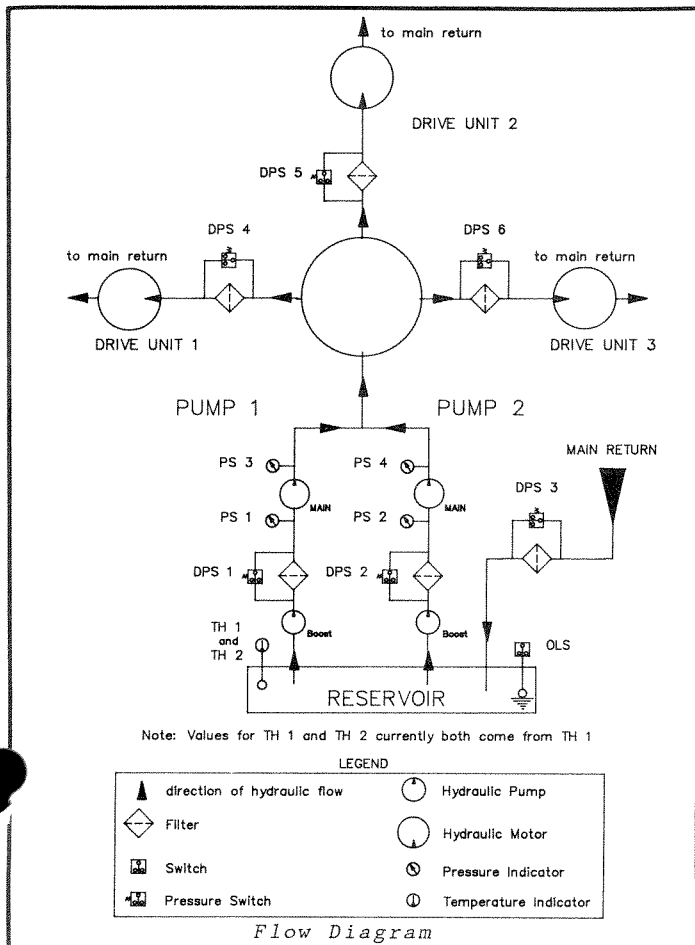 to main return
DRIVE UNIT 2
DPS 5
DPS 4
DPS 6
to main return
to main return
DRIVE UNIT 1
DRIVE UNIT 3
PUMP 1
PUMP 2
MAIN RETURN
PS 3
PS 4
DPS 3
MAIN
MAIN
PS 1
PS 2
DPS 1
DPS 2
TH 1
and
TH 2
Boost
Boost
OLS
RESERVOIR
Note: Values for TH 1 and TH 2 currently both come from TH 1
LEGEND
direction of hydraulic flow
Hydraulic Pump
Filter
Hydraulic Motor
Switch
Pressure Indicator
Pressure Switch
Temperature Indicator
Flow Diagram